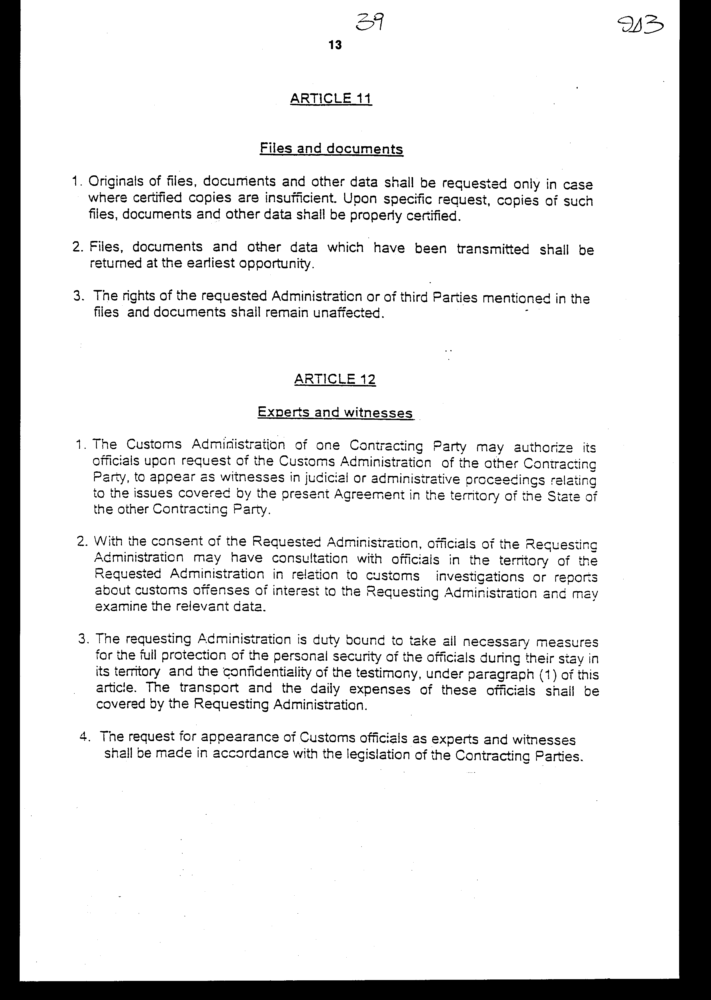 39
13
ARTICLE 11
Files and documents
1. Originals of files, documents and other data shall be requested only in case
where certified copies are insufficient. Upon specific request, copies of such
files, documents and other data shall be properly certified.
2. Files, documents and other data which have been transmitted shall be
returned at the earliest opportunity.
3. The rights of the requested Administration or of third Parties mentioned in the
files and documents shall remain unaffected.
ARTICLE 12
Experts and witnesses
1. The Customs Administration of one Contracting Party may authorize its
officials upon request of the Customs Administration of the other Contracting
Party, to appear as witnesses in judicial or administrative proceedings relating
to the issues covered by the present Agreement in the territory of the State of
the other Contracting Party.
2. With the consent of the Requested Administration, officials of the Requesting
Administration may have consultation with officials in the territory of the
Requested Administration in relation to customs investigations or reports
about customs offenses of interest to the Requesting Administration and may
examine the relevant data.
3. The requesting Administration is duty bound to take all necessary measures
for the full protection of the personal security of the officials during their stay in
its territory and the confidentiality of the testimony, under paragraph (1) of this
article. The transport and the daily expenses of these officials shall be
covered by the Requesting Administration.
4. The request for appearance of Customs officials as experts and witnesses
shall be made in accordance with the legislation of the Contracting Parties.